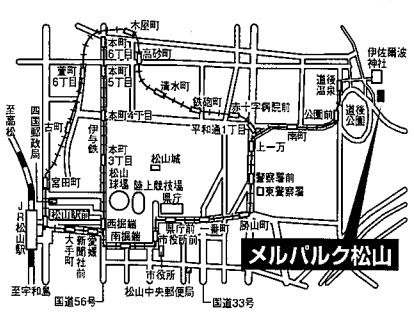 木屋町
本町
6丁目
高砂町
萱町
6丁目
本町
5丁目
清水町
鉄砲町
赤十字病院前
伊佐爾波
神社
道後
温泉
道後
公園
公園前
南町
本町4丁目
平和通1丁目
上一万
至高松
四国郵政局
古町
伊予鉄
本町
3丁目
松山城
警察署前
東警察署
宮田町
松山
球場
陸上競技場
県庁
JR松山駅
松山駅前
西堀端
南堀端
県庁前
市役所前
一番町
勝山町
大手町
愛媛
新聞社前
市役所
メルパルク松山
至宇和島
松山中央郵便局
国道56号
国道33号